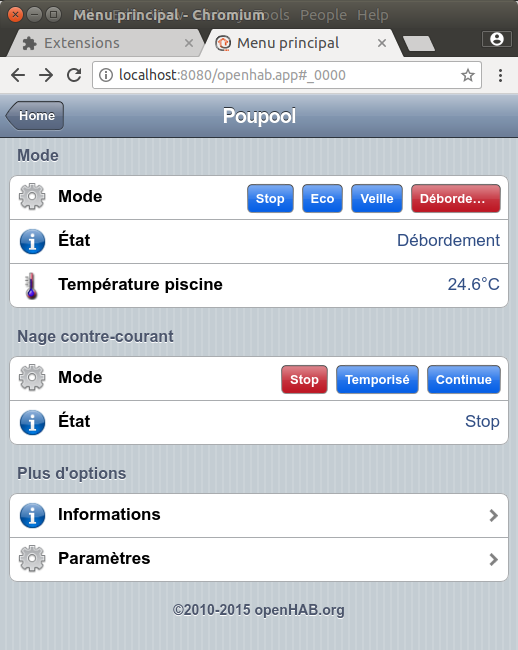 Menu principal - Chromium Tools People Help
Extensions
Menu principal
localhost:8080/openhab.app#_0000
Home
Poupool
Mode
Mode
Stop
Eco
Veille
Déborde…
État
Débordement
Température piscine
24.6°C
Nage contre-courant
Mode
Stop
Temporisé
Continue
État
Stop
Plus d'options
Informations
Paramètres
©2010-2015 openHAB.org